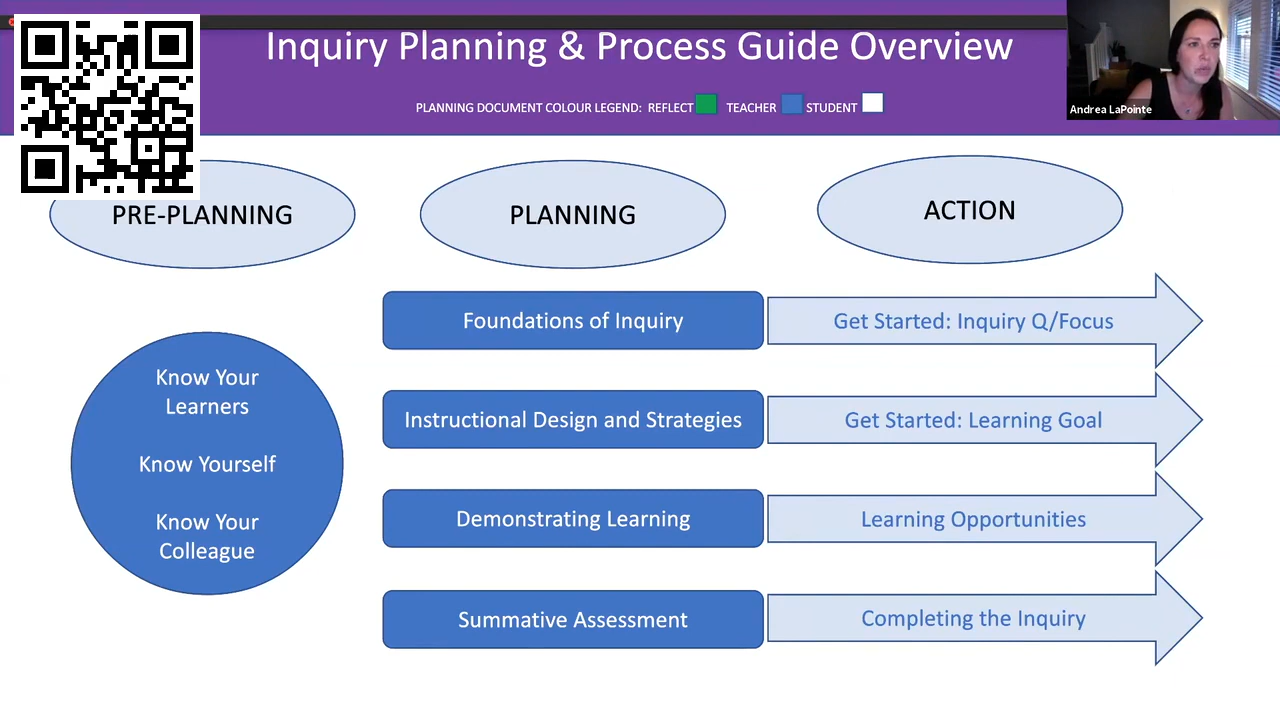 Inquiry Planning & Process Guide Overview
PLANNING DOCUMENT COLOUR LEGEND: REFLECT TEACHER STUDENT
Andrea LaPointe
PRE-PLANNING
PLANNING
ACTION
Know Your
Learners
Know Yourself
Know Your
Colleague
Foundations of Inquiry
Get Started: Inquiry Q/Focus
Instructional Design and Strategies
Get Started: Learning Goal
Demonstrating Learning
Learning Opportunities
Summative Assessment
Completing the Inquiry